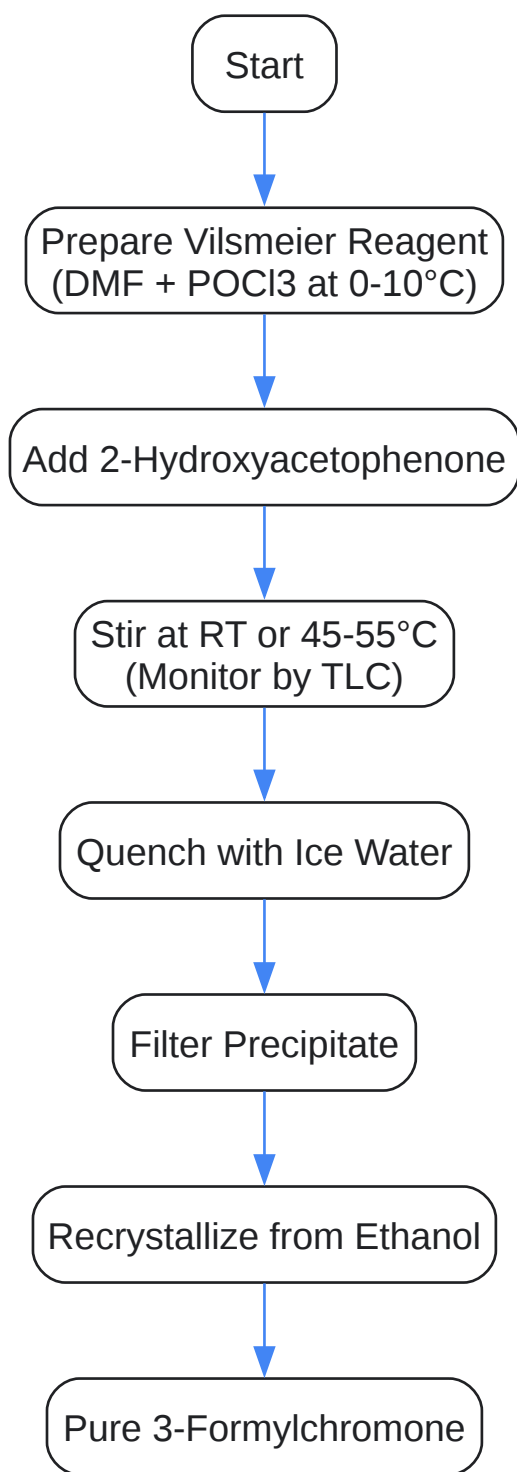 Start
Prepare Vilsmeier Reagent
(DMF + POCl3 at 0-10°C)
Add 2-Hydroxyacetophenone
Stir at RT or 45-55°C
(Monitor by TLC)
Quench with Ice Water
Filter Precipitate
Recrystallize from Ethanol
Pure 3-Formylchromone